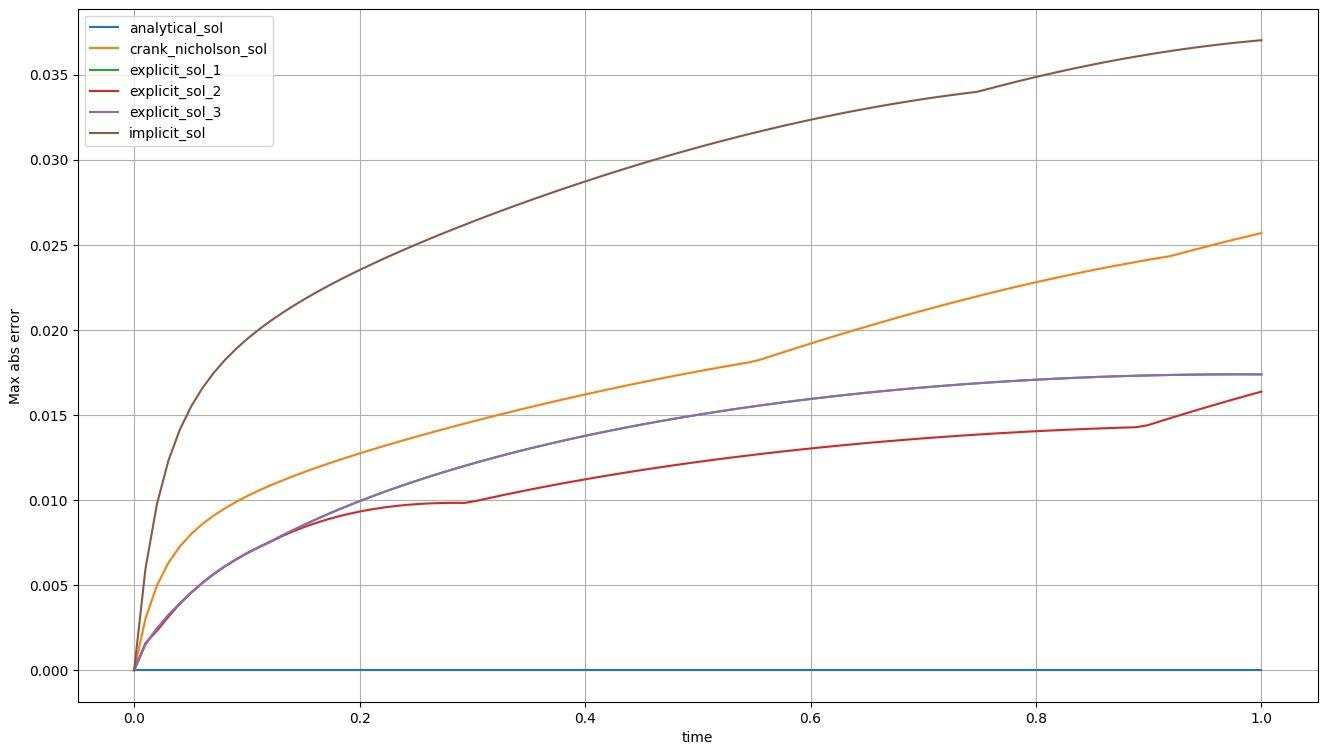 analytical_sol
crank_nicholson_sol
explicit_sol_1
explicit_sol_2
explicit_sol_3
implicit_sol
0.035
0.030
0.025
0.020
0.015
0.010
0.005
0.000
Max abs error
0.0 0.2 0.4 0.6 0.8 1.0
time